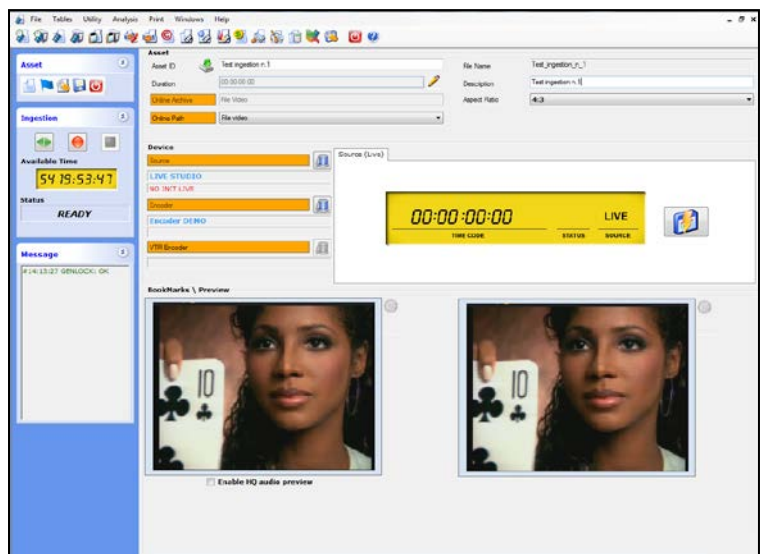 File Tables Utility Analysis Print Windows Help
Asset
Asset
Asset ID
Test ingestion n.1
File Name
Test_ingestion_n_1
Duration
00:00:00:00
Description
Test ingestion n.1
Online Archive
File Video
Aspect Ratio
4:3
Online Path
File video
Ingestion
Available Time
54 19:53:47
Status
READY
Device
Source
LIVE STUDIO
NO INIT LIVE
Encoder
Encoder DEMO
VTR Encoder
Source (Live)
00:00:00:00
LIVE
TIME CODE
STATUS
SOURCE
Message
#14:13:27 GENLOCK: OK
BookMarks \ Preview
10
10
Enable HQ audio preview